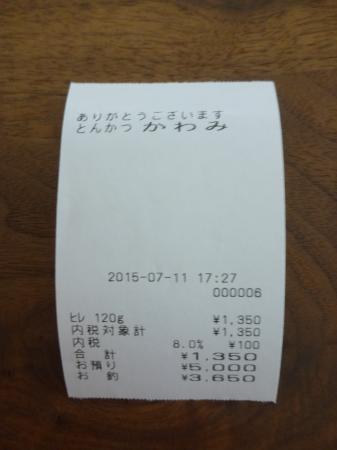 ありがとうございます
とんかつ かわみ
2015-07-11 17:27
000006
ﾋﾚ 120g ¥1,350
内税対象計 ¥1,350
内税 8.0% ¥100
合 計 ¥1,350
お預り ¥5,000
お 釣 ¥3,650